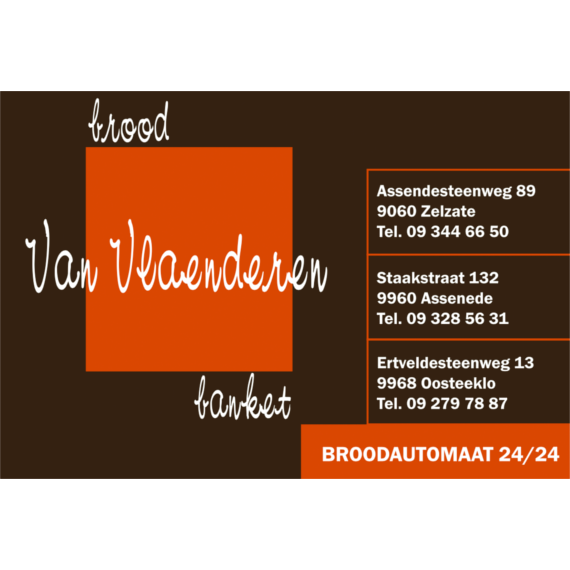 brood
Van Vlaenderen
banket
Assendesteenweg 89
9060 Zelzate
Tel. 09 344 66 50
Staakstraat 132
9960 Assenede
Tel. 09 328 56 31
Ertveldesteenweg 13
9968 Oosteeklo
Tel. 09 279 78 87
BROODAUTOMAAT 24/24